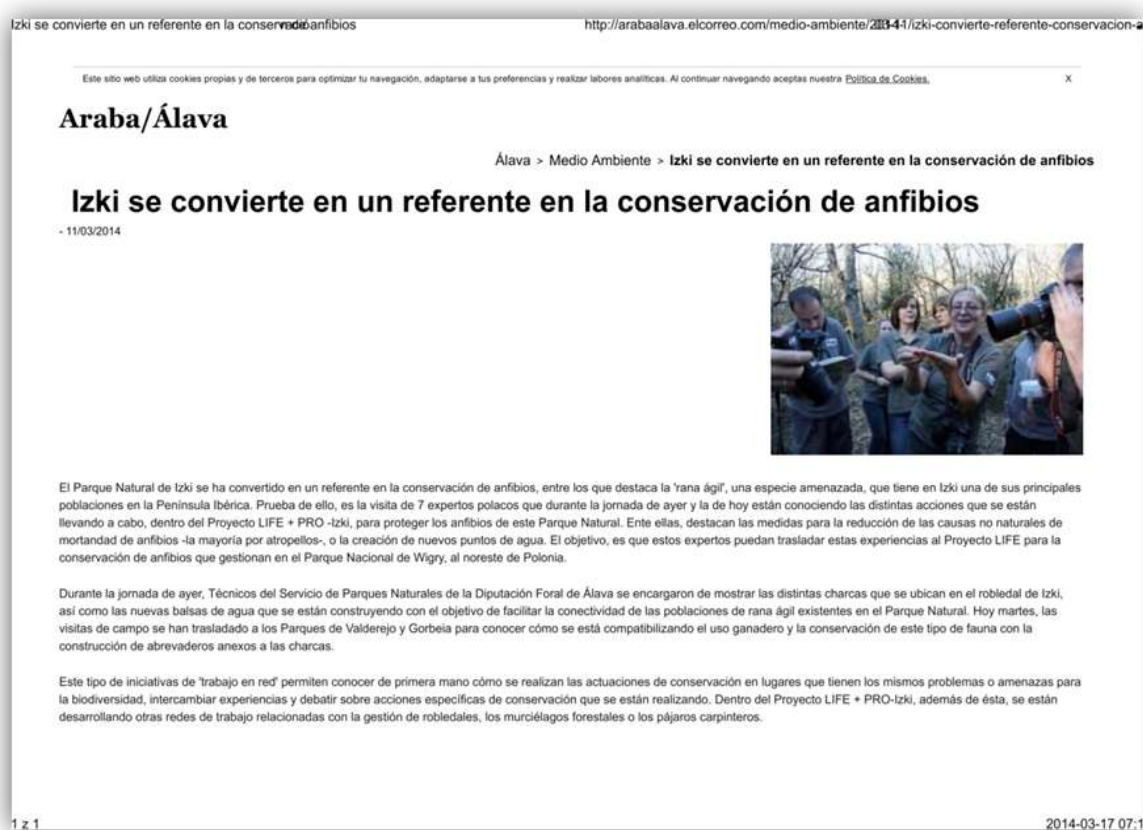 Izki se convierte en un referente en la conservación de anfibios
http://arabaalava.elcorreo.com/medio-ambiente/
Este sitio web utiliza cookies propias y de terceros para optimizar tu navegación, adaptarse a tus preferencias y realizar labores analíticas. Al continuar navegando aceptas nuestra Política de Cookies. X
Araba/Álava
Álava > Medio Ambiente > Izki se convierte en un referente en la conservación de anfibios
Izki se convierte en un referente en la conservación de anfibios
- 11/03/2014
El Parque Natural de Izki se ha convertido en un referente en la conservación de anfibios, entre los que destaca la 'rana ágil', una especie amenazada, que tiene en Izki una de sus principales
poblaciones en la Península Ibérica. Prueba de ello, es la visita de 7 expertos polacos que durante la jornada de ayer y la de hoy están conociendo las distintas acciones que se están
llevando a cabo, dentro del Proyecto LIFE + PRO -Izki, para proteger los anfibios de este Parque Natural. Ente ellas, destacan las medidas para la reducción de las causas no naturales de
mortandad de anfibios -la mayoría por atropellos-, o la creación de nuevos puntos de agua. El objetivo, es que estos expertos puedan trasladar estas experiencias al Proyecto LIFE para la
conservación de anfibios que gestionan en el Parque Nacional de Wigry, al noreste de Polonia.
Durante la jornada de ayer, Técnicos del Servicio de Parques Naturales de la Diputación Foral de Álava se encargaron de mostrar las distintas charcas que se ubican en el robledal de Izki,
así como las nuevas balsas de agua que se están construyendo con el objetivo de facilitar la conectividad de las poblaciones de rana ágil existentes en el Parque Natural. Hoy martes, las
visitas de campo se han trasladado a los Parques de Valderejo y Gorbeia para conocer cómo se está compatibilizando el uso ganadero y la conservación de este tipo de fauna con la
construcción de abrevaderos anexos a las charcas.
Este tipo de iniciativas de 'trabajo en red' permiten conocer de primera mano cómo se realizan las actuaciones de conservación en lugares que tienen los mismos problemas o amenazas para
la biodiversidad, intercambiar experiencias y debatir sobre acciones específicas de conservación que se están realizando. Dentro del Proyecto LIFE + PRO-Izki, además de ésta, se están
desarrollando otras redes de trabajo relacionadas con la gestión de robledales, los murciélagos forestales o los pájaros carpinteros.
1 z 1
2014-03-17 07:1